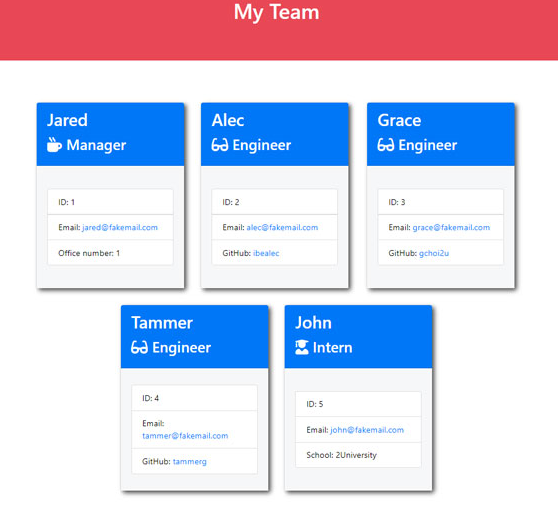 My Team
Jared
Manager
ID: 1
Email: jared@fakemail.com
Office number: 1
Alec
Engineer
ID: 2
Email: alec@fakemail.com
GitHub: ibealec
Grace
Engineer
ID: 3
Email: grace@fakemail.com
GitHub: gchoi2u
Tammer
Engineer
ID: 4
Email:
tammer@fakemail.com
GitHub: tammerg
John
Intern
ID: 5
Email: john@fakemail.com
School: 2University